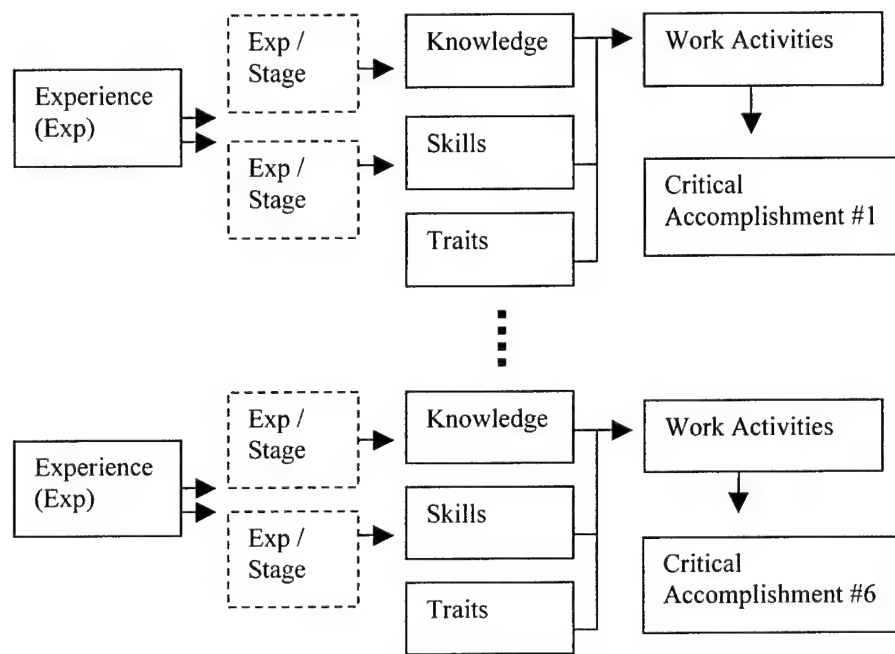 Experience
(Exp)
Exp /
Stage
Exp /
Stage
Knowledge
Skills
Traits
Work Activities
Critical
Accomplishment #1
Experience
(Exp)
Exp /
Stage
Exp /
Stage
Knowledge
Skills
Traits
Work Activities
Critical
Accomplishment #6